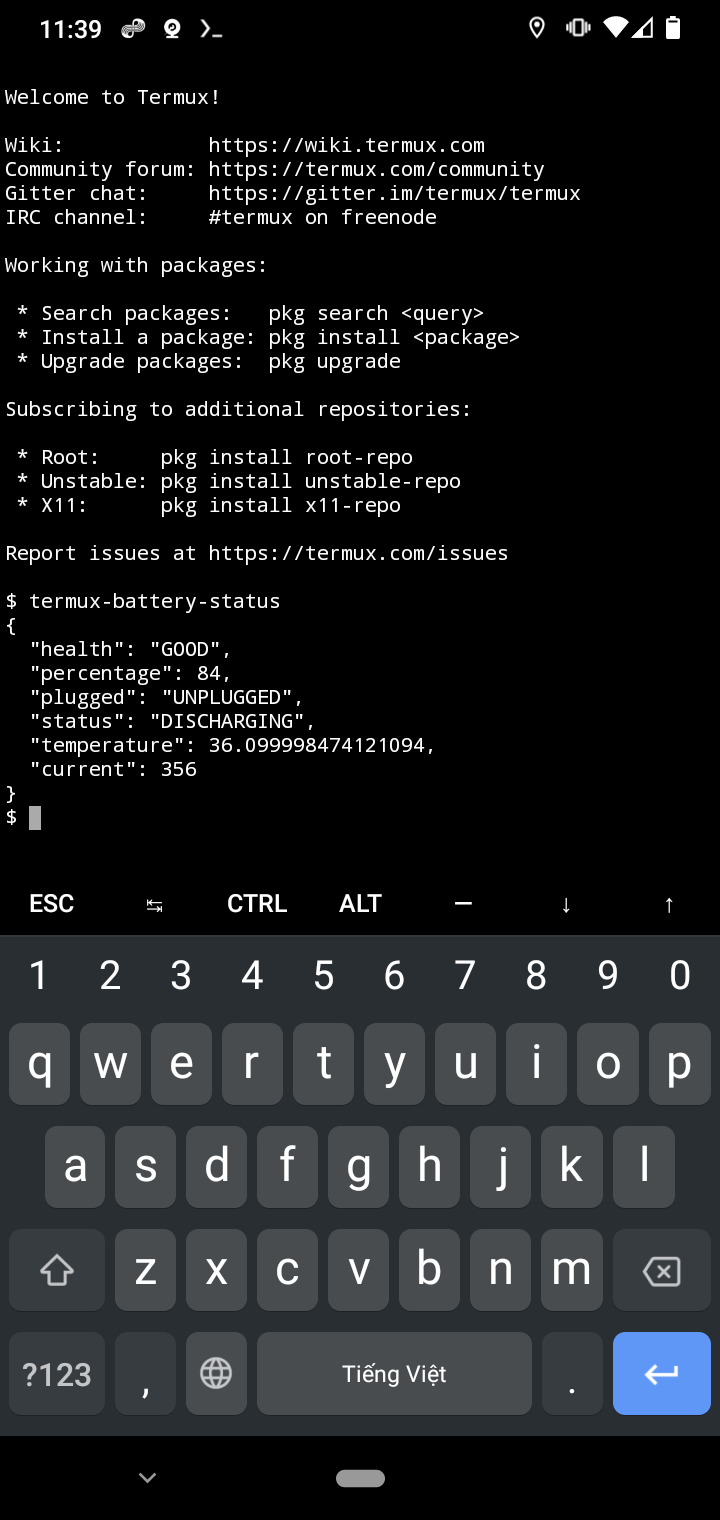 11:39
Welcome to Termux!
Wiki:            https://wiki.termux.com
Community forum: https://termux.com/community
Gitter chat:     https://gitter.im/termux/termux
IRC channel:     #termux on freenode
Working with packages:
 * Search packages:   pkg search <query>
 * Install a package: pkg install <package>
 * Upgrade packages:  pkg upgrade
Subscribing to additional repositories:
 * Root:     pkg install root-repo
 * Unstable: pkg install unstable-repo
 * X11:      pkg install x11-repo
Report issues at https://termux.com/issues
$ termux-battery-status
{
  "health": "GOOD",
  "percentage": 84,
  "plugged": "UNPLUGGED",
  "status": "DISCHARGING",
  "temperature": 36.099998474121094,
  "current": 356
}
$
ESC ↹ CTRL ALT — ↓ ↑
1 2 3 4 5 6 7 8 9 0
q w e r t y u i o p
a s d f g h j k l
z x c v b n m
?123 , Tiếng Việt .